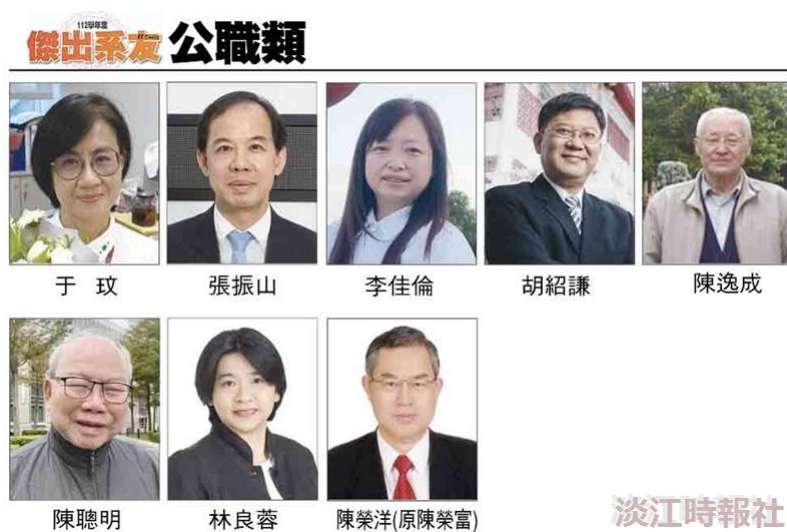 112學年度
傑出系友 公職類
于 玟 張振山 李佳倫 胡紹謙 陳逸成
陳聰明 林良蓉 陳榮洋(原陳榮富)
淡江時報社